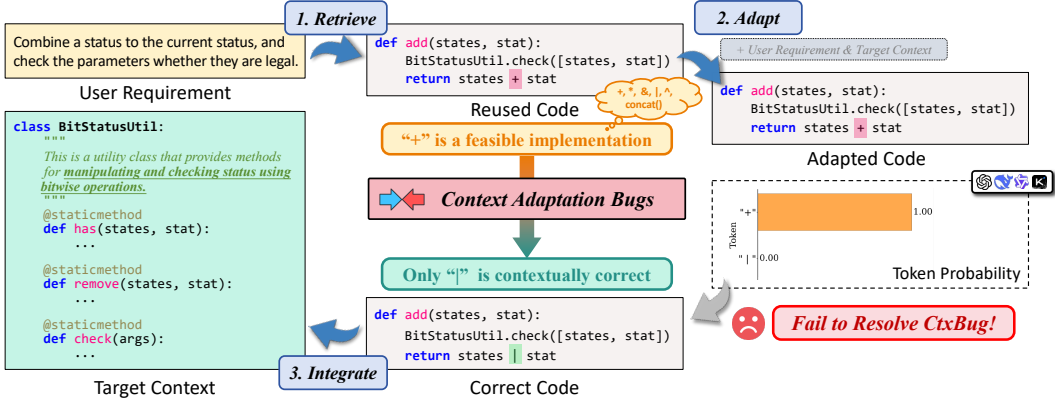 1. Retrieve
2. Adapt
Combine a status to the current status, and
check the parameters whether they are legal.
User Requirement
def add(states, stat):
BitStatusUtil.check([states, stat])
return states + stat
Reused Code
+, *, &, |, ^,
concat()
+ User Requirement & Target Context
def add(states, stat):
BitStatusUtil.check([states, stat])
return states + stat
Adapted Code
class BitStatusUtil:
"""
This is a utility class that provides methods
for manipulating and checking status using
bitwise operations.
"""
@staticmethod
def has(states, stat):
...
@staticmethod
def remove(states, stat):
...
@staticmethod
def check(args):
...
Target Context
“+” is a feasible implementation
Context Adaptation Bugs
Only “|” is contextually correct
def add(states, stat):
BitStatusUtil.check([states, stat])
return states | stat
Correct Code
3. Integrate
Token
"+"
1.00
"|"
0.00
Token Probability
Fail to Resolve CtxBug!